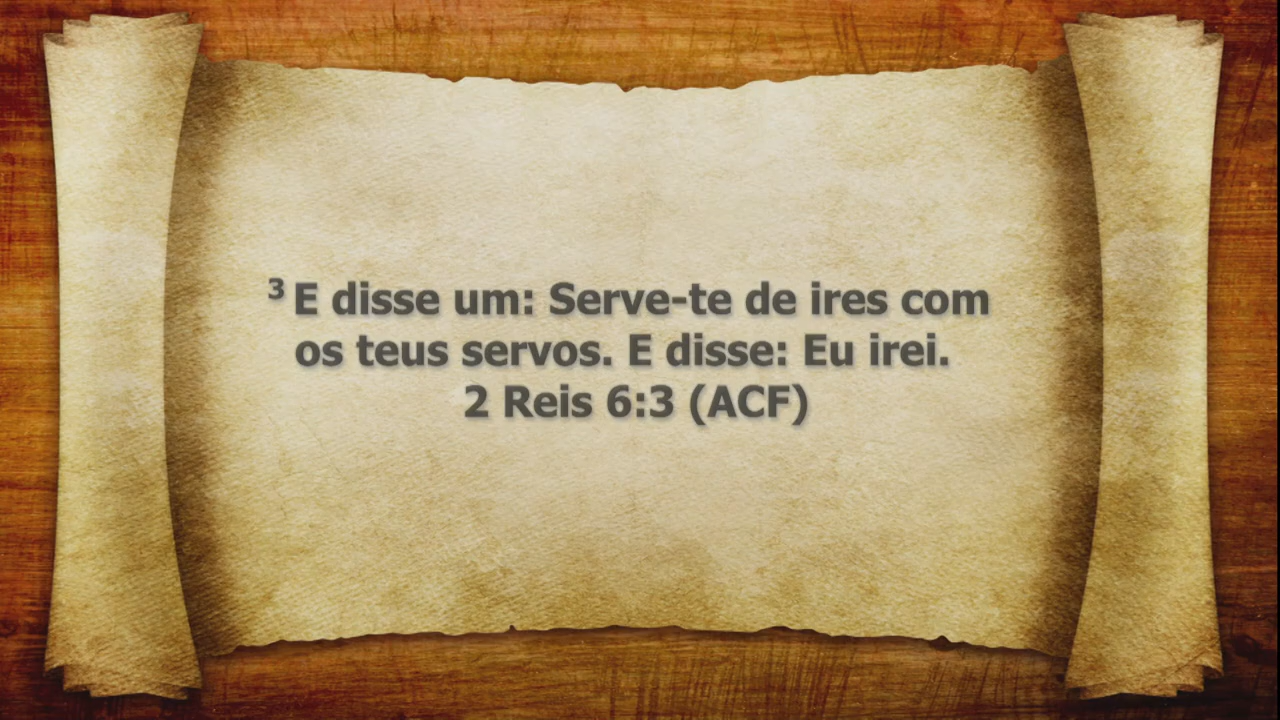 ³ E disse um: Serve-te de ires com
os teus servos. E disse: Eu irei.
2 Reis 6:3 (ACF)